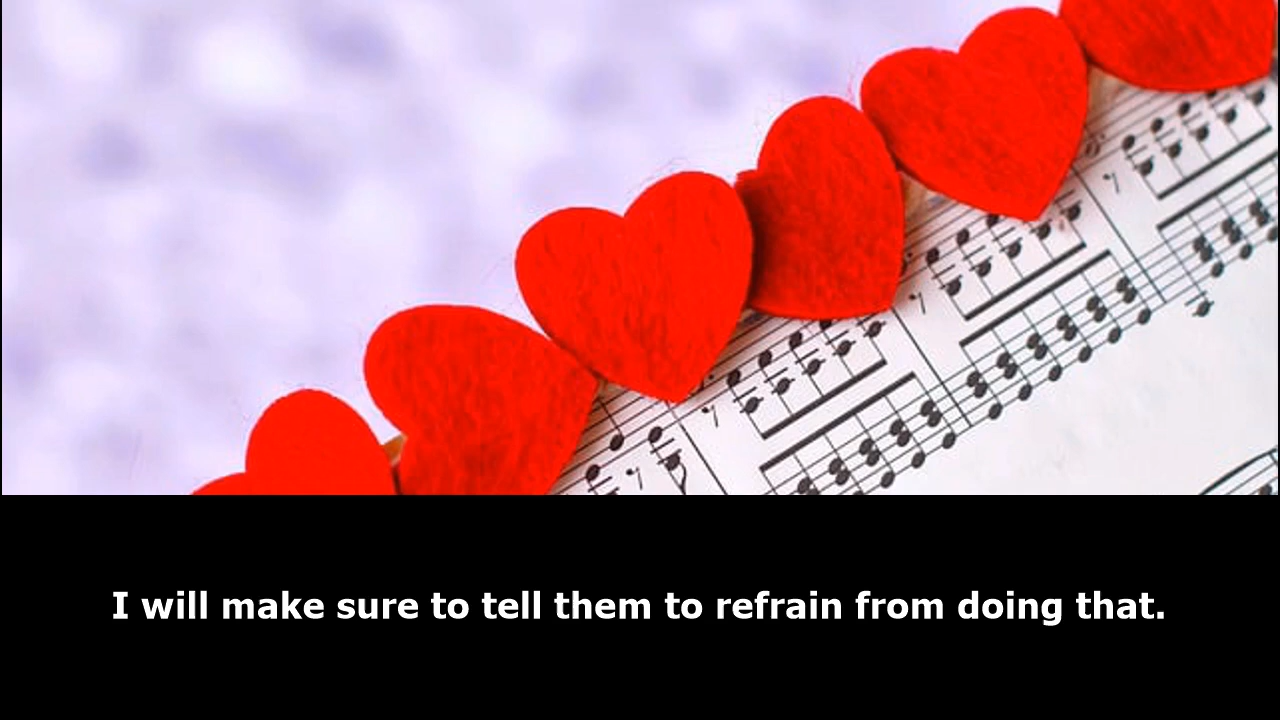 I will make sure to tell them to refrain from doing that.